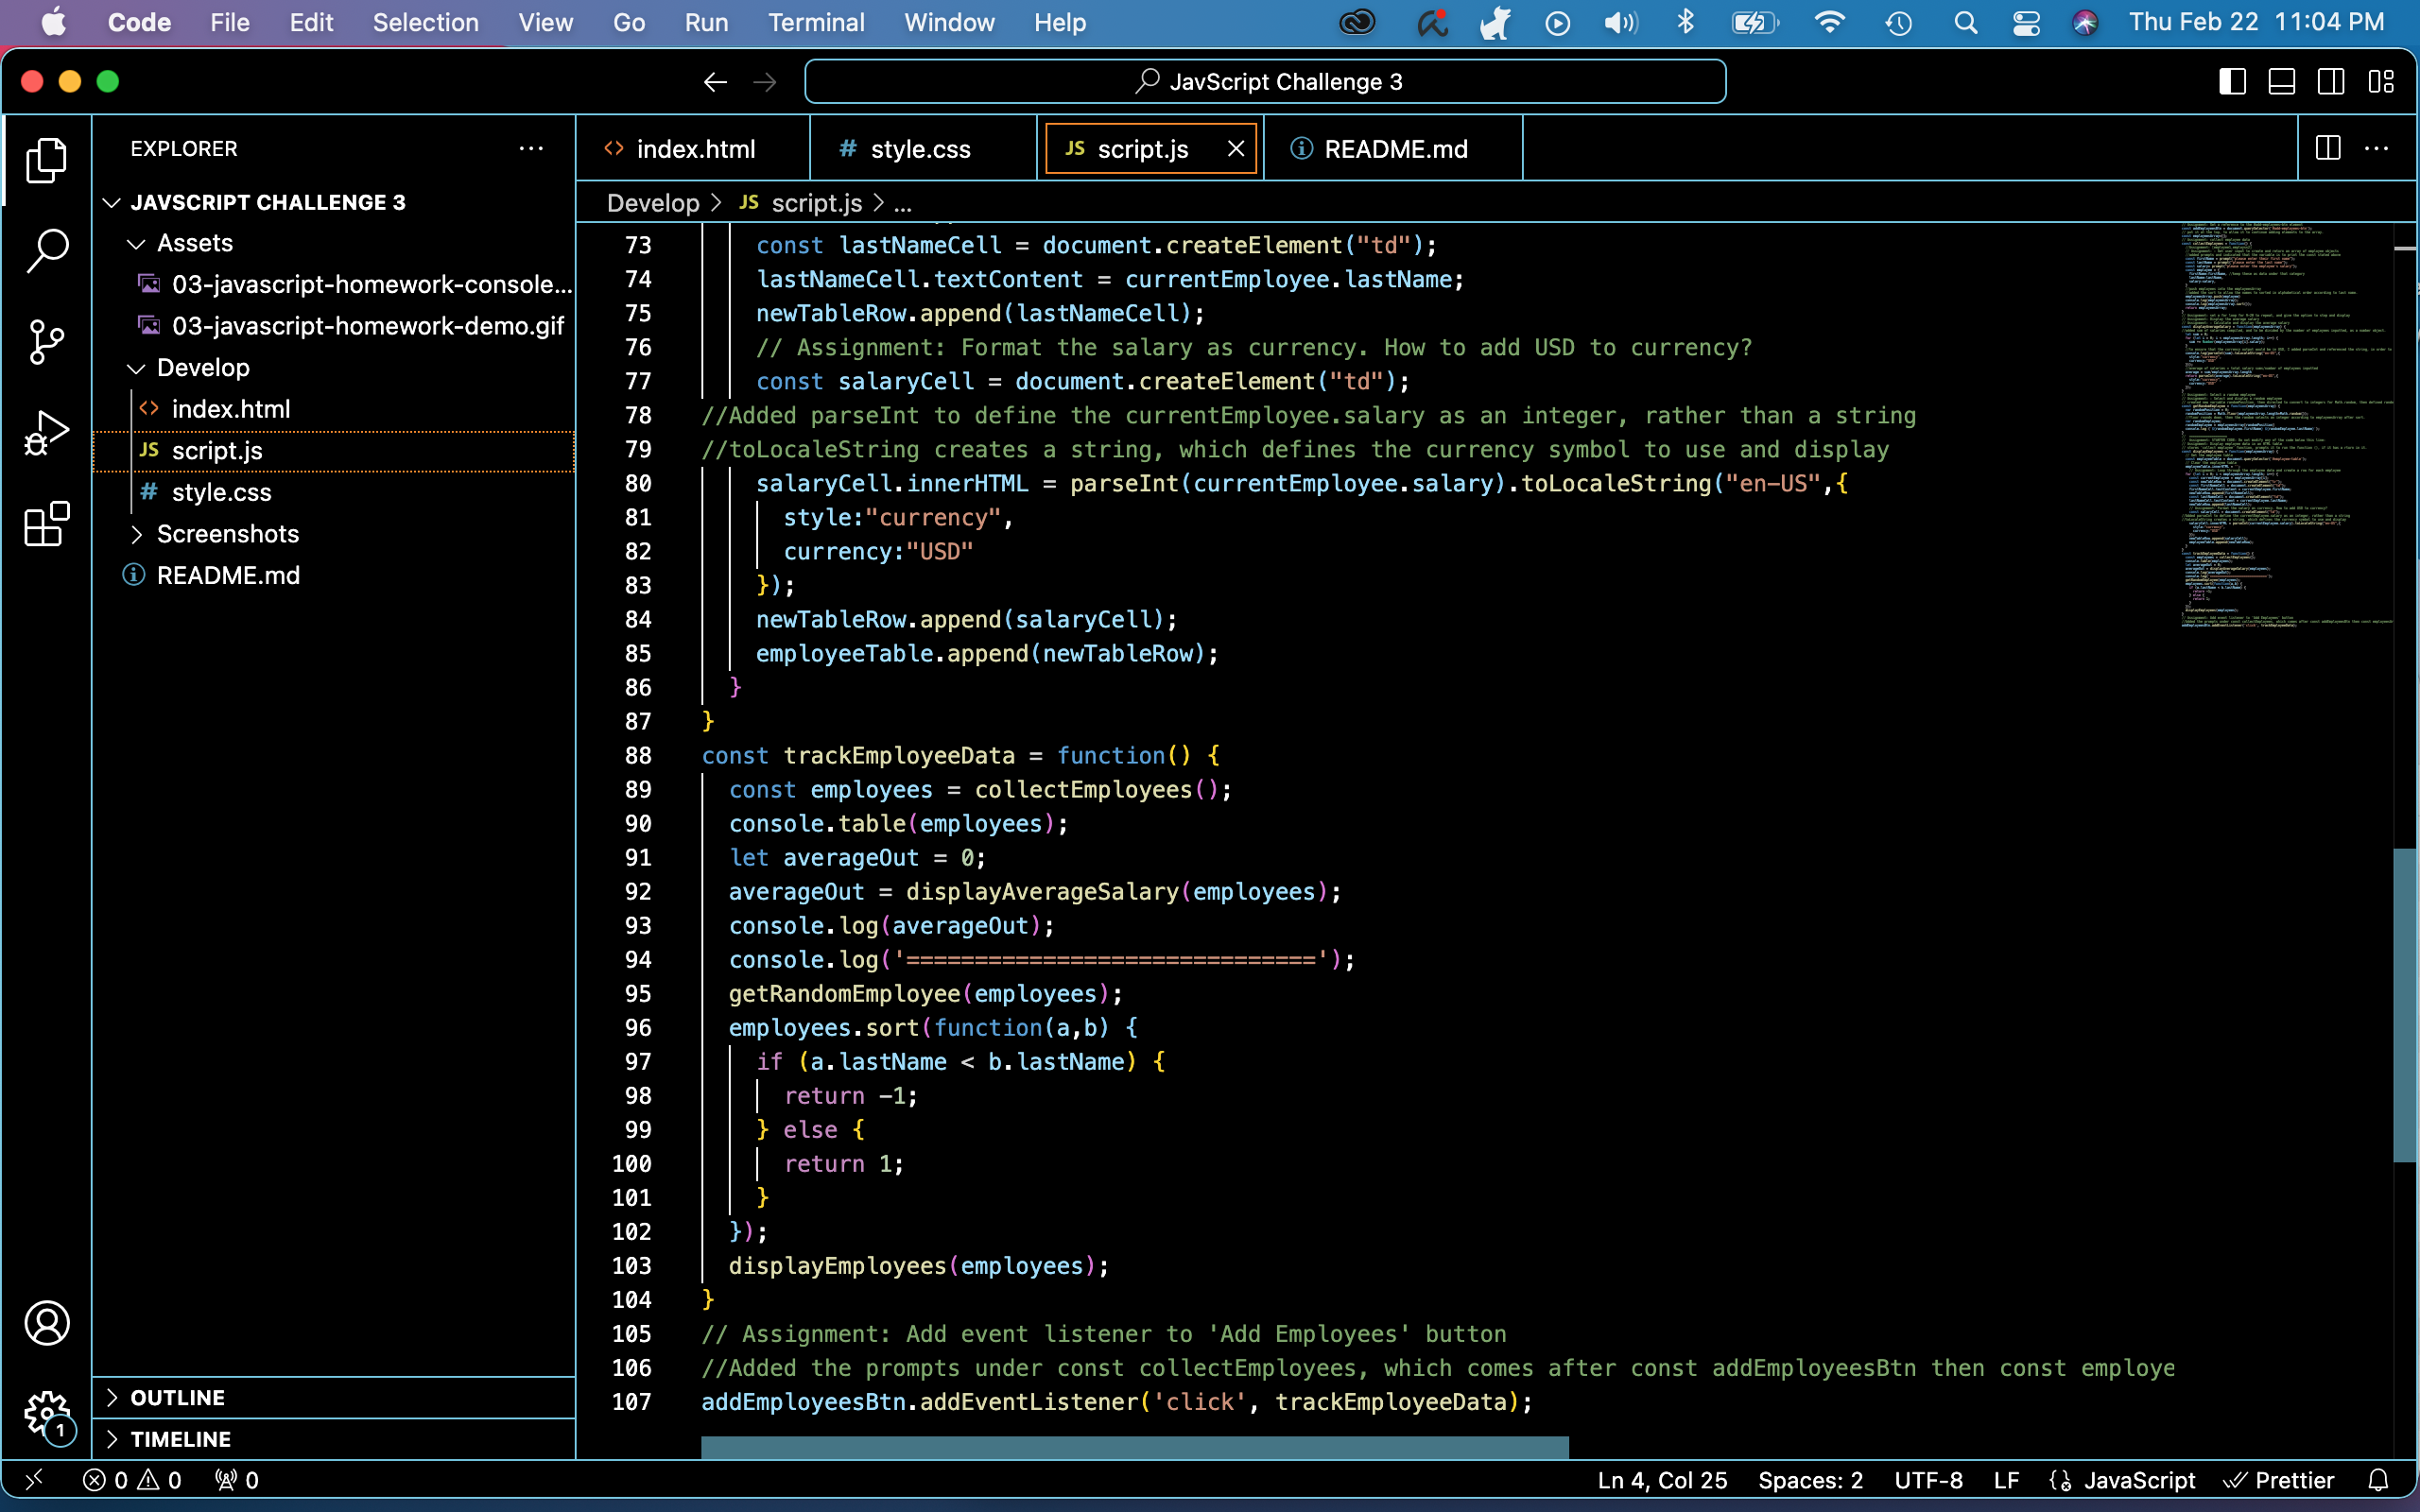 Code File Edit Selection View Go Run Terminal Window Help Thu Feb 22 11:04 PM
JavScript Challenge 3
EXPLORER
JAVSCRIPT CHALLENGE 3
Assets
03-javascript-homework-console...
03-javascript-homework-demo.gif
Develop
<> index.html
JS script.js
# style.css
Screenshots
README.md
OUTLINE
TIMELINE
<> index.html # style.css JS script.js README.md
Develop > JS script.js > ...
73 const lastNameCell = document.createElement("td");
74 lastNameCell.textContent = currentEmployee.lastName;
75 newTableRow.append(lastNameCell);
76 // Assignment: Format the salary as currency. How to add USD to currency?
77 const salaryCell = document.createElement("td");
78 //Added parseInt to define the currentEmployee.salary as an integer, rather than a string
79 //toLocaleString creates a string, which defines the currency symbol to use and display
80 salaryCell.innerHTML = parseInt(currentEmployee.salary).toLocaleString("en-US",{
81 style:"currency",
82 currency:"USD"
83 });
84 newTableRow.append(salaryCell);
85 employeeTable.append(newTableRow);
86 }
87 }
88 const trackEmployeeData = function() {
89 const employees = collectEmployees();
90 console.table(employees);
91 let averageOut = 0;
92 averageOut = displayAverageSalary(employees);
93 console.log(averageOut);
94 console.log('==============================');
95 getRandomEmployee(employees);
96 employees.sort(function(a,b) {
97 if (a.lastName < b.lastName) {
98 return -1;
99 } else {
100 return 1;
101 }
102 });
103 displayEmployees(employees);
104 }
105 // Assignment: Add event listener to 'Add Employees' button
106 //Added the prompts under const collectEmployees, which comes after const addEmployeesBtn then const employe
107 addEmployeesBtn.addEventListener('click', trackEmployeeData);
1
0 0 0 Ln 4, Col 25 Spaces: 2 UTF-8 LF JavaScript Prettier